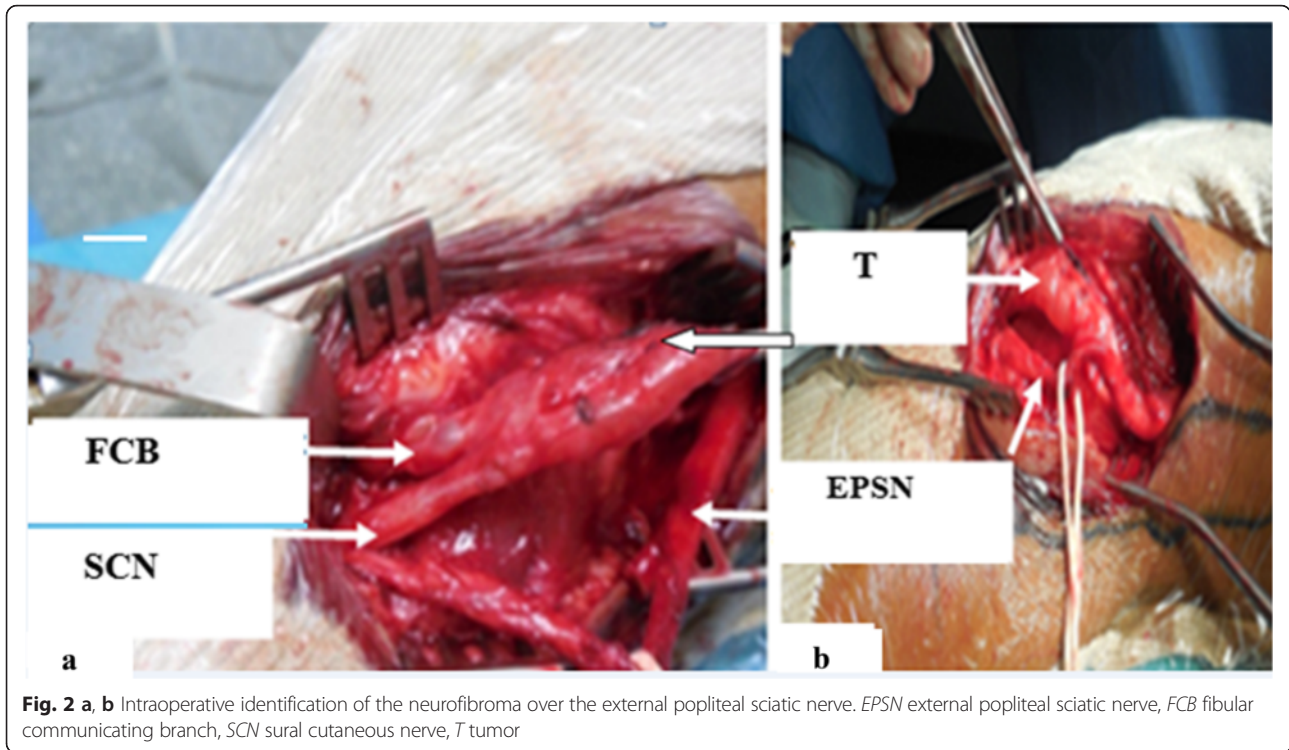 T
FCB
EPSN
SCN
a
b
Fig. 2 a, b Intraoperative identification of the neurofibroma over the external popliteal sciatic nerve. EPSN external popliteal sciatic nerve, FCB fibular
communicating branch, SCN sural cutaneous nerve, T tumor